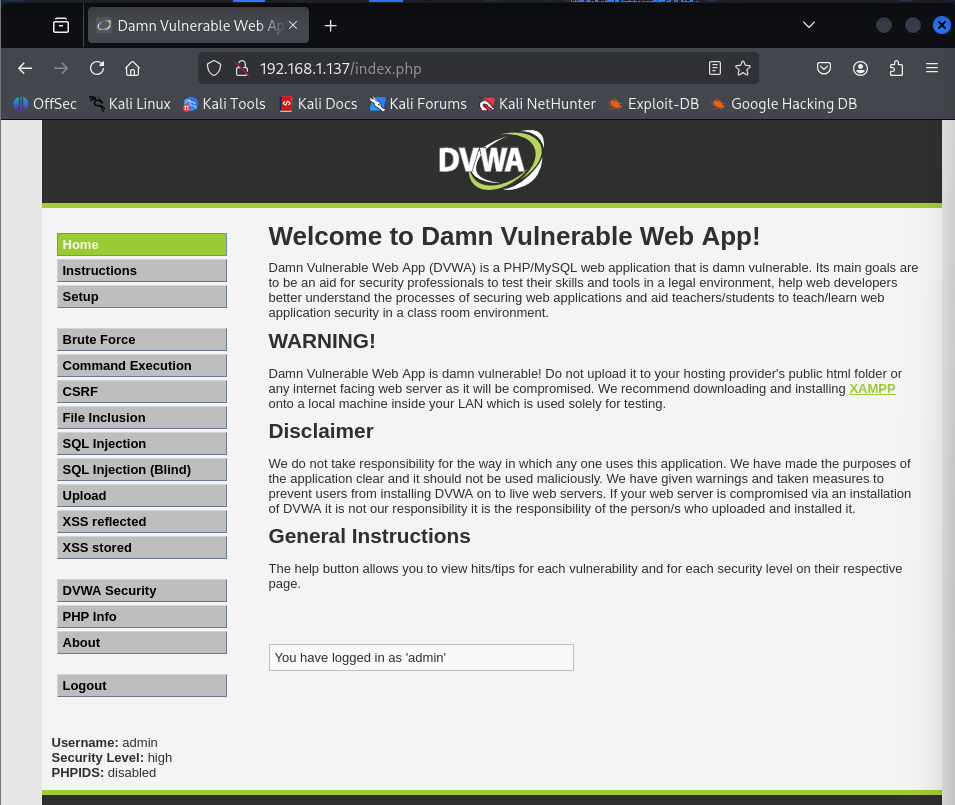 Damn Vulnerable Web Ap
192.168.1.137/index.php
OffSec Kali Linux Kali Tools Kali Docs Kali Forums Kali NetHunter Exploit-DB Google Hacking DB
DVWA
Home
Instructions
Setup
Brute Force
Command Execution
CSRF
File Inclusion
SQL Injection
SQL Injection (Blind)
Upload
XSS reflected
XSS stored
DVWA Security
PHP Info
About
Logout
Welcome to Damn Vulnerable Web App!
Damn Vulnerable Web App (DVWA) is a PHP/MySQL web application that is damn vulnerable. Its main goals are
to be an aid for security professionals to test their skills and tools in a legal environment, help web developers
better understand the processes of securing web applications and aid teachers/students to teach/learn web
application security in a class room environment.
WARNING!
Damn Vulnerable Web App is damn vulnerable! Do not upload it to your hosting provider's public html folder or
any internet facing web server as it will be compromised. We recommend downloading and installing XAMPP
onto a local machine inside your LAN which is used solely for testing.
Disclaimer
We do not take responsibility for the way in which any one uses this application. We have made the purposes of
the application clear and it should not be used maliciously. We have given warnings and taken measures to
prevent users from installing DVWA on to live web servers. If your web server is compromised via an installation
of DVWA it is not our responsibility it is the responsibility of the person/s who uploaded and installed it.
General Instructions
The help button allows you to view hits/tips for each vulnerability and for each security level on their respective
page.
You have logged in as 'admin'
Username: admin
Security Level: high
PHPIDS: disabled